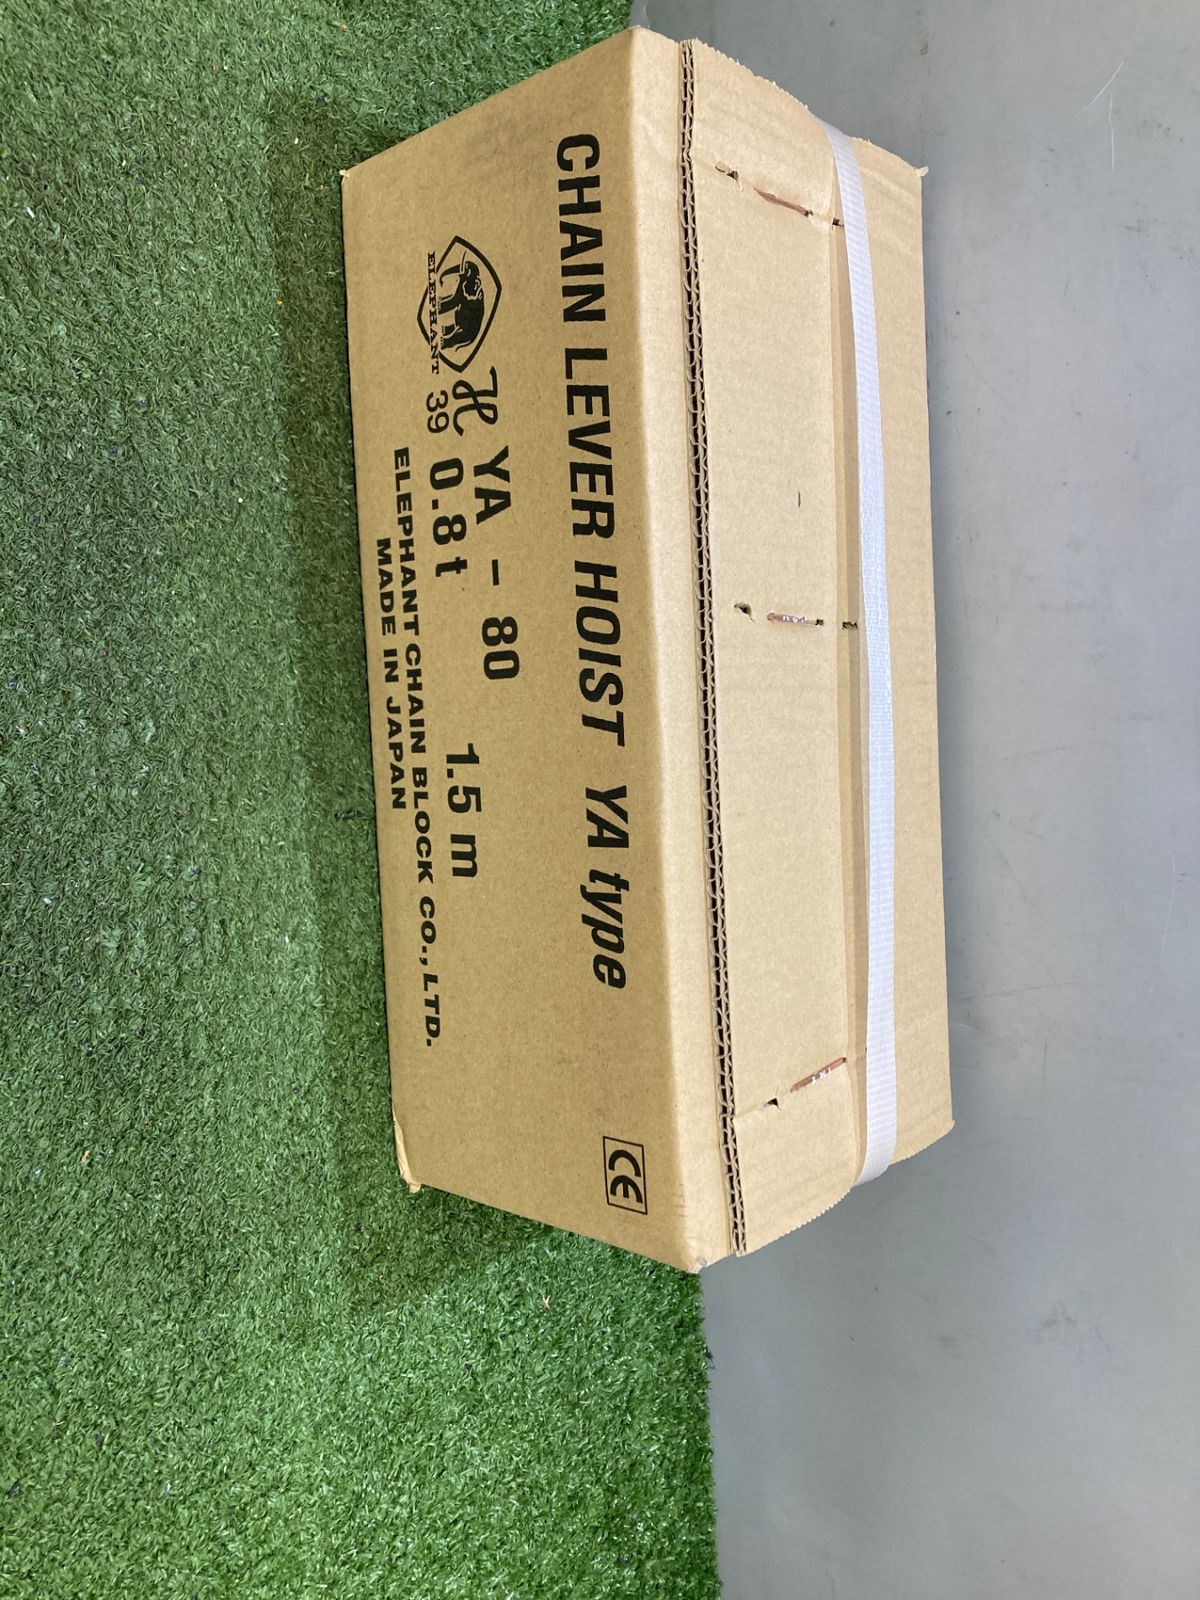 CHAIN LEVER HOIST YA type
YA - 80
ELEPHANT
39 0.8t 1.5m
ELEPHANT CHAIN BLOCK CO., LTD.
MADE IN JAPAN
CE